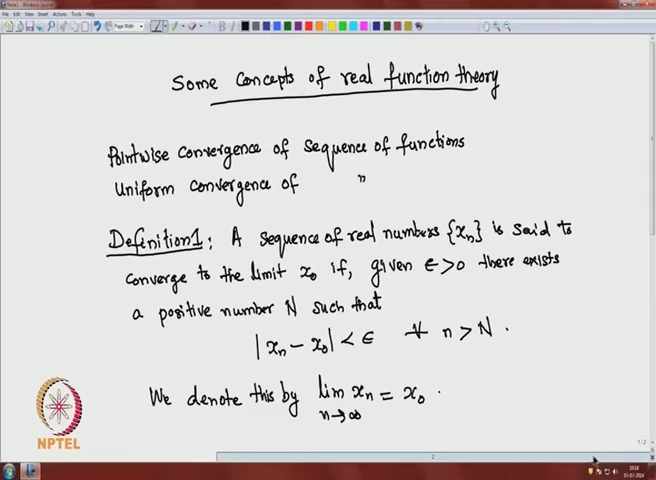 Some concepts of real function theory
Pointwise convergence of sequence of functions
Uniform convergence of "
Definition 1: A sequence of real numbers {xₙ} is said to
converge to the limit x₀ if, given ϵ>0 there exists
a positive number N such that
|xₙ − x₀| < ϵ ∀ n > N.
We denote this by lim xₙ = x₀.
n→∞
NPTEL